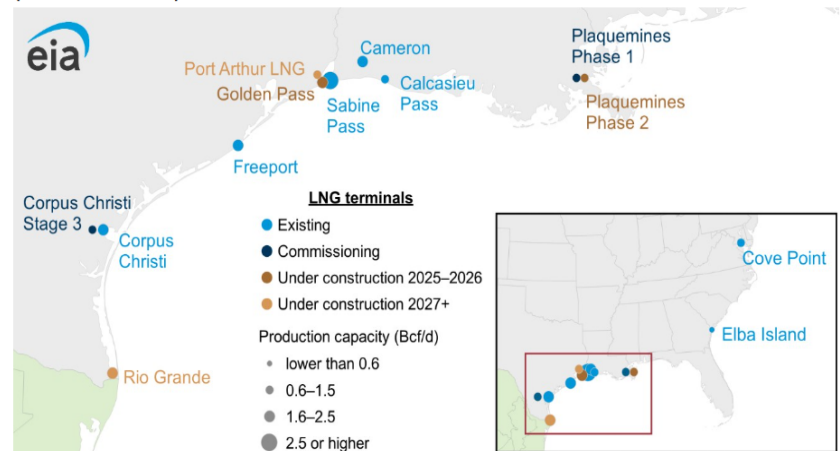 eia
Cameron
Port Arthur LNG
Golden Pass
Sabine
Pass
Calcasieu
Pass
Plaquemines
Phase 1
Plaquemines
Phase 2
Freeport
Corpus Christi
Stage 3
Corpus
Christi
Rio Grande
LNG terminals
Existing
Commissioning
Under construction 2025–2026
Under construction 2027+
Production capacity (Bcf/d)
lower than 0.6
0.6–1.5
1.6–2.5
2.5 or higher
Cove Point
Elba Island